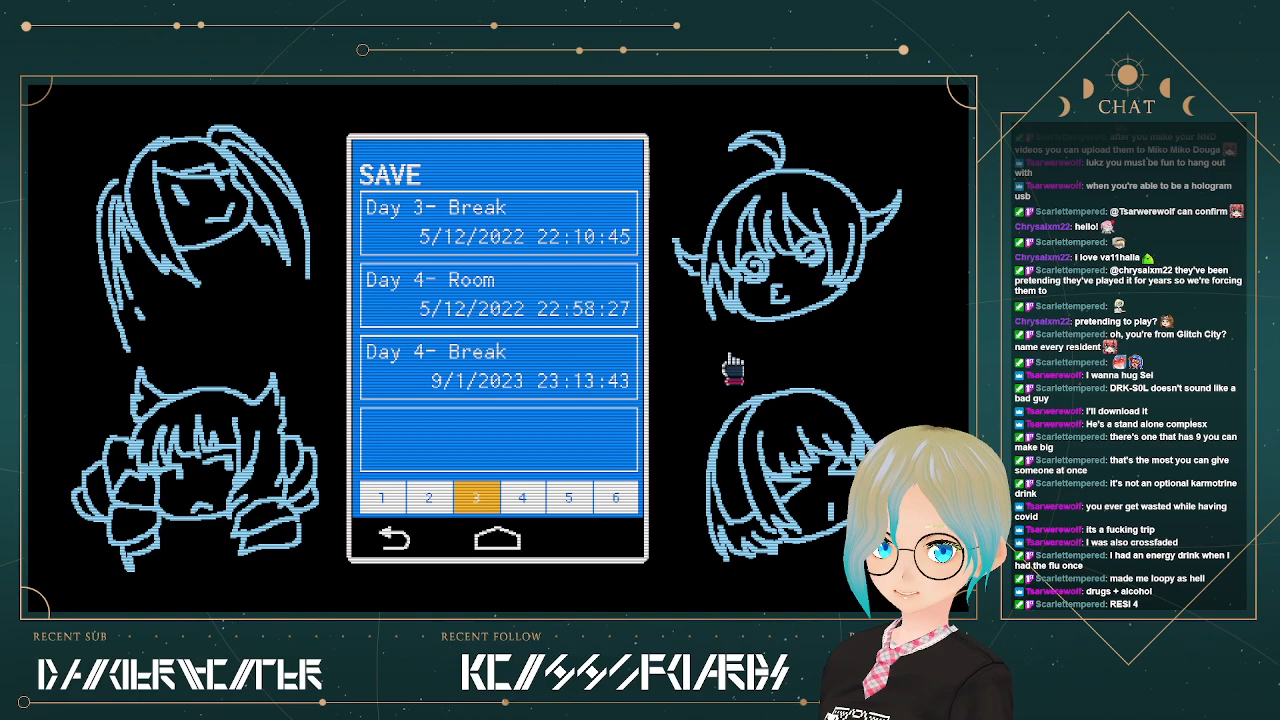 CHAT
after you make your NND
videos you can upload them to Miko Miko Douga
Tsarwerewolf: lukz you must be fun to hang out
with
Tsarwerewolf: when you're able to be a hologram
usb
Scarlettempered: @Tsarwerewolf can confirm
Chrysalxm22: hello!
Scarlettempered:
Chrysalxm22: I love va11halla
Scarlettempered: @chrysalxm22 they've been
pretending they've played it for years so we're forcing
them to
Scarlettempered:
Chrysalxm22: pretending to play?
Scarlettempered: oh, you're from Glitch City?
name every resident
Scarlettempered:
Tsarwerewolf: I wanna hug Sei
Scarlettempered: DRK-S0L doesn't sound like a
bad guy
Tsarwerewolf: I'll download it
Tsarwerewolf: He's a stand alone complesx
Scarlettempered: there's one that has 9 you can
make big
Scarlettempered: that's the most you can give
someone at once
Scarlettempered: it's not an optional karmotrine
drink
Tsarwerewolf: you ever get wasted while having
covid
Tsarwerewolf: its a fucking trip
Tsarwerewolf: I was also crossfaded
Scarlettempered: I had an energy drink when I
had the flu once
Scarlettempered: made me loopy as hell
Tsarwerewolf: drugs + alcohol
Scarlettempered: RESI 4
SAVE
Day 3- Break
5/12/2022 22:10:45
Day 4- Room
5/12/2022 22:58:27
Day 4- Break
9/1/2023 23:13:43
1 2 3 4 5 6
RECENT SUB
RECENT FOLLOW